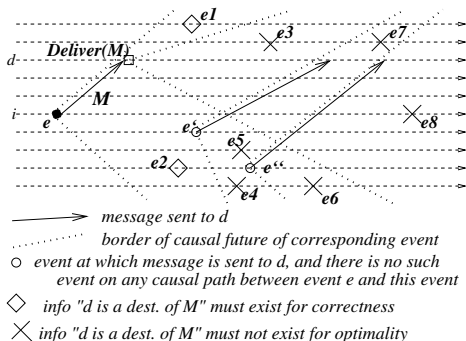 e1
e3
e7
Deliver(M)
d
M
i
e
e8
e'
e5
e2
e''
e4
e6
message sent to d
border of causal future of corresponding event
event at which message is sent to d, and there is no such
event on any causal path between event e and this event
info "d is a dest. of M" must exist for correctness
info "d is a dest. of M" must not exist for optimality